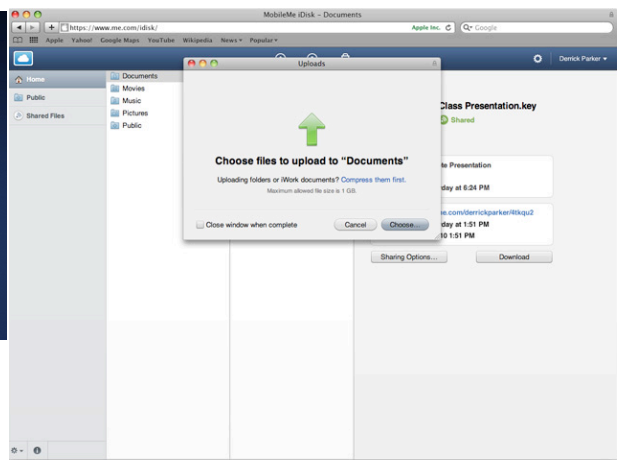 MobileMe iDisk – Documents
https://www.me.com/idisk/
Apple Inc.
Google
Apple Yahoo! Google Maps YouTube Wikipedia News Popular
Uploads
Derrick Parker
Home
Public
Shared Files
Documents
Movies
Music
Pictures
Public
Choose files to upload to “Documents”
Uploading folders or iWork documents? Compress them first.
Maximum allowed file size is 1 GB.
Close window when complete
Cancel
Choose...
Class Presentation.key
Shared
Presentation
day at 6:24 PM
day at 1:51 PM
10 1:51 PM
Sharing Options...
Download